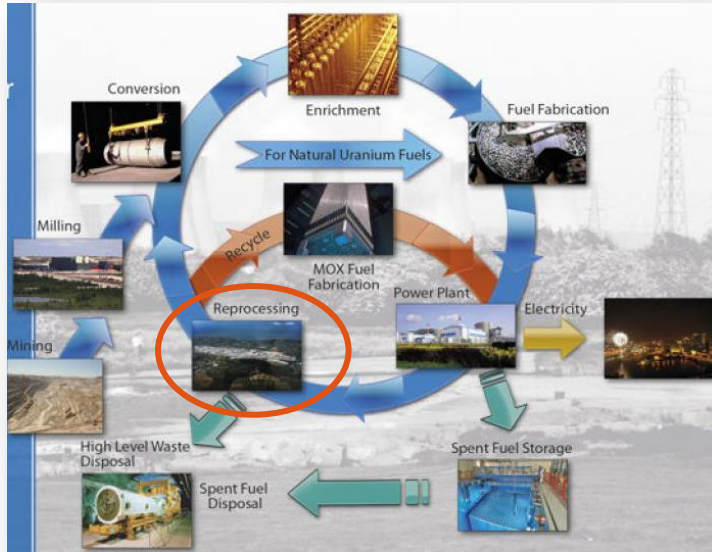 Conversion
Enrichment
Fuel Fabrication
For Natural Uranium Fuels
Milling
Recycle
MOX Fuel
Fabrication
Reprocessing
Power Plant
Electricity
Mining
High Level Waste
Disposal
Spent Fuel
Disposal
Spent Fuel Storage